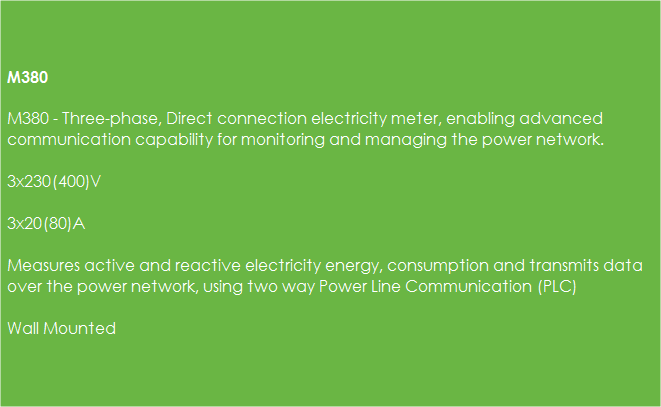 M380
M380 - Three-phase, Direct connection electricity meter, enabling advanced
communication capability for monitoring and managing the power network.
3x230(400)V
3x20(80)A
Measures active and reactive electricity energy, consumption and transmits data
over the power network, using two way Power Line Communication (PLC)
Wall Mounted